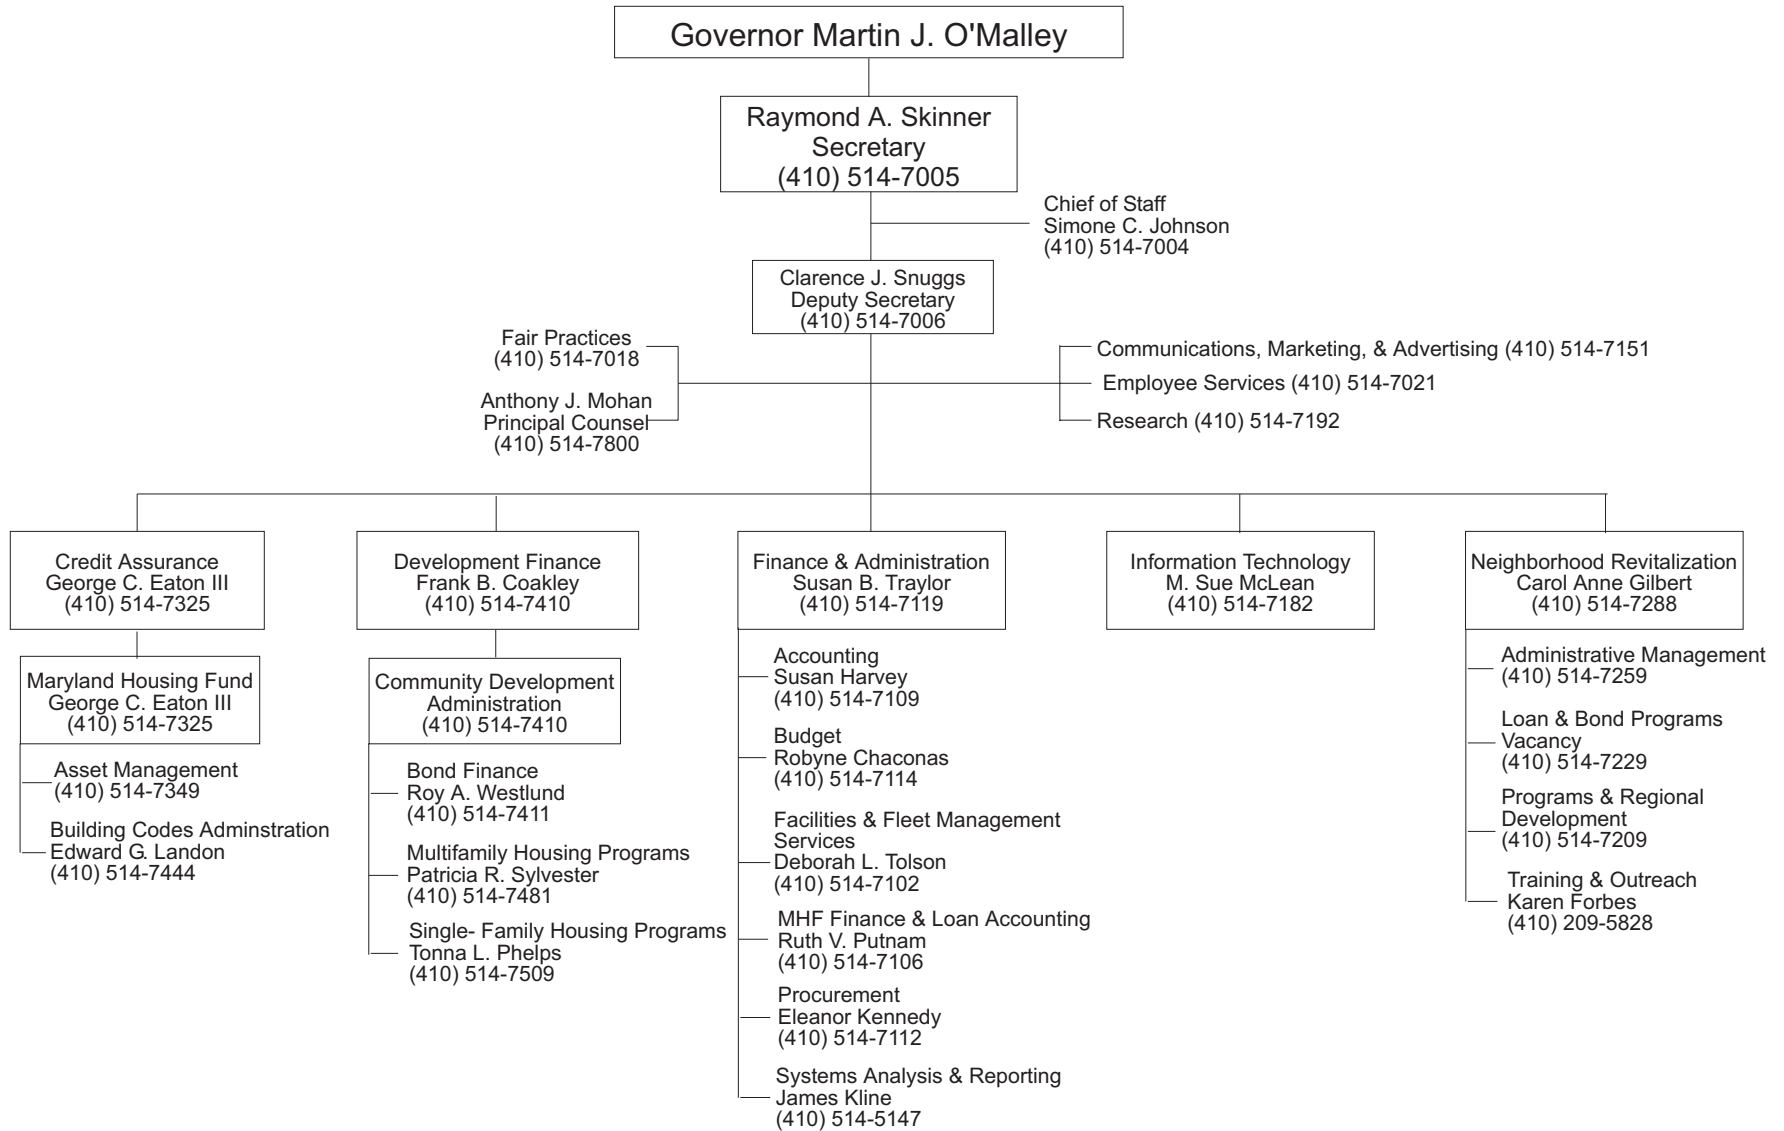 Governor Martin J. O'Malley
Raymond A. Skinner
Secretary
(410) 514-7005
Chief of Staff
Simone C. Johnson
(410) 514-7004
Clarence J. Snuggs
Deputy Secretary
(410) 514-7006
Fair Practices
(410) 514-7018
Anthony J. Mohan
Principal Counsel
(410) 514-7800
Communications, Marketing, & Advertising (410) 514-7151
Employee Services (410) 514-7021
Research (410) 514-7192
Credit Assurance
George C. Eaton III
(410) 514-7325
Maryland Housing Fund
George C. Eaton III
(410) 514-7325
Asset Management
(410) 514-7349
Building Codes Adminstration
Edward G. Landon
(410) 514-7444
Development Finance
Frank B. Coakley
(410) 514-7410
Community Development
Administration
(410) 514-7410
Bond Finance
Roy A. Westlund
(410) 514-7411
Multifamily Housing Programs
Patricia R. Sylvester
(410) 514-7481
Single- Family Housing Programs
Tonna L. Phelps
(410) 514-7509
Finance & Administration
Susan B. Traylor
(410) 514-7119
Accounting
Susan Harvey
(410) 514-7109
Budget
Robyne Chaconas
(410) 514-7114
Facilities & Fleet Management
Services
Deborah L. Tolson
(410) 514-7102
MHF Finance & Loan Accounting
Ruth V. Putnam
(410) 514-7106
Procurement
Eleanor Kennedy
(410) 514-7112
Systems Analysis & Reporting
James Kline
(410) 514-5147
Information Technology
M. Sue McLean
(410) 514-7182
Neighborhood Revitalization
Carol Anne Gilbert
(410) 514-7288
Administrative Management
(410) 514-7259
Loan & Bond Programs
Vacancy
(410) 514-7229
Programs & Regional
Development
(410) 514-7209
Training & Outreach
Karen Forbes
(410) 209-5828